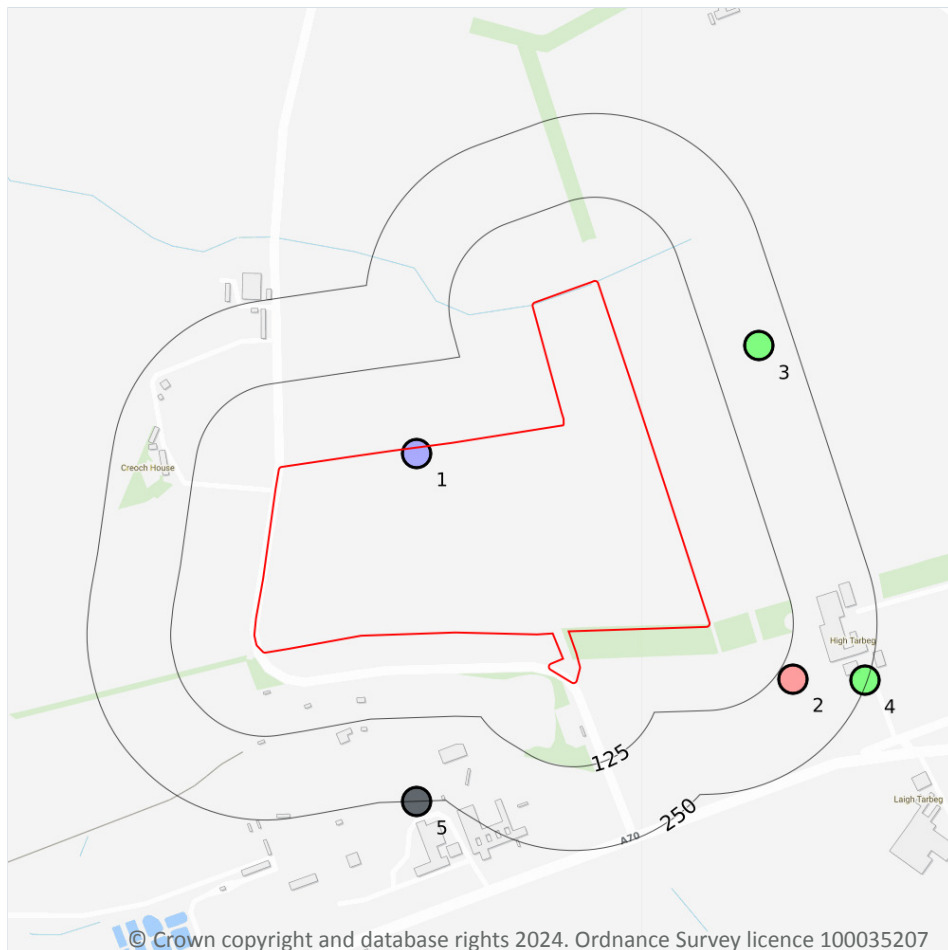 3
Creoch House
1
High Tarbeg
2
4
125
250
Laigh Tarbeg
5
A70
© Crown copyright and database rights 2024. Ordnance Survey licence 100035207